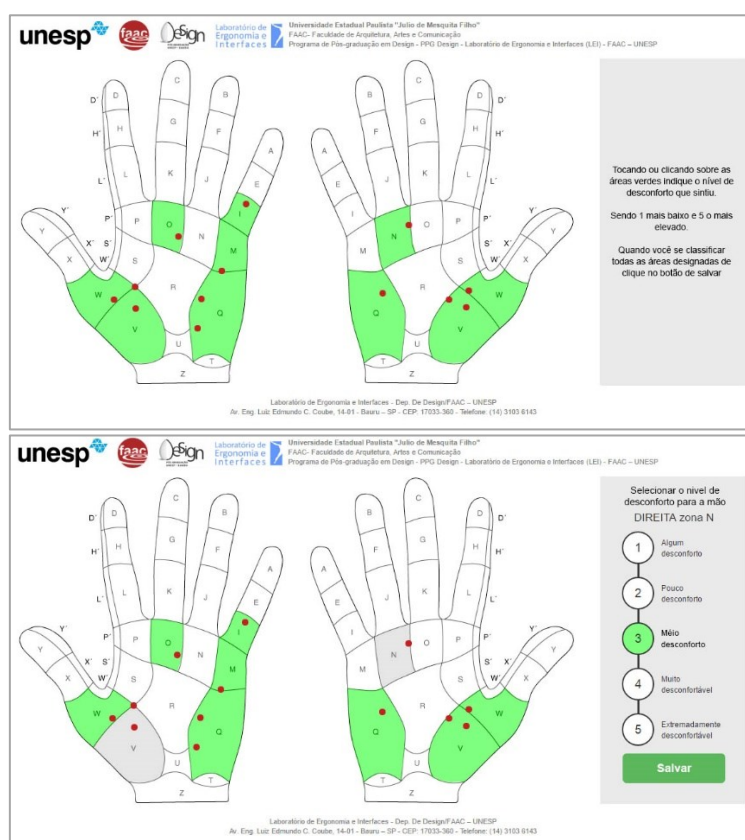 unesp faac Design Laboratório de Ergonomia e Interfaces
Universidade Estadual Paulista "Julio de Mesquita Filho"
FAAC- Faculdade de Arquitetura, Artes e Comunicação
Programa de Pós-graduação em Design - PPG Design - Laboratório de Ergonomia e Interfaces (LEI) - FAAC – UNESP
C
D B
D´
G
H F A
H´
K E
L J
L´
I
P O N M
P´
Y´ Y X´ X S´ W´ S
W R Q V U T Z
C
B D
D´
G
A F H
H´
K
E J L
L´
I
M N O P
P´
Y´ Y X´ X S´ W´ S
Q R W V U T Z
Tocando ou clicando sobre as
áreas verdes indique o nível de
desconforto que sintiu.
Sendo 1 mais baixo e 5 o mais
elevado.
Quando você se classificar
todas as áreas designadas de
clique no botão de salvar
Laboratório de Ergonomia e Interfaces - Dep. De Design/FAAC – UNESP
Av. Eng. Luiz Edmundo C. Coube, 14-01 - Bauru – SP - CEP: 17033-360 - Telefone: (14) 3103 6143
unesp faac Design Laboratório de Ergonomia e Interfaces
Universidade Estadual Paulista "Julio de Mesquita Filho"
FAAC- Faculdade de Arquitetura, Artes e Comunicação
Programa de Pós-graduação em Design - PPG Design - Laboratório de Ergonomia e Interfaces (LEI) - FAAC – UNESP
C
D B
D´
G
H F A
H´
K E
L J
L´
I
P O N M
P´
Y´ Y X´ X S´ W´ S
W R Q V U T Z
C
B D
D´
G
A F H
H´
K
E J L
L´
I
M N O P
P´
Y´ Y X´ X S´ W´ S
Q R W V U T Z
Selecionar o nivel de
desconforto para a mão
DIREITA zona N
1 Algum desconforto
2 Pouco desconforto
3 Méio desconforto
4 Muito desconfortável
5 Extremadamente desconfortável
Salvar
Laboratório de Ergonomia e Interfaces - Dep. De Design/FAAC – UNESP
Av. Eng. Luiz Edmundo C. Coube, 14-01 - Bauru – SP - CEP: 17033-360 - Telefone: (14) 3103 6143